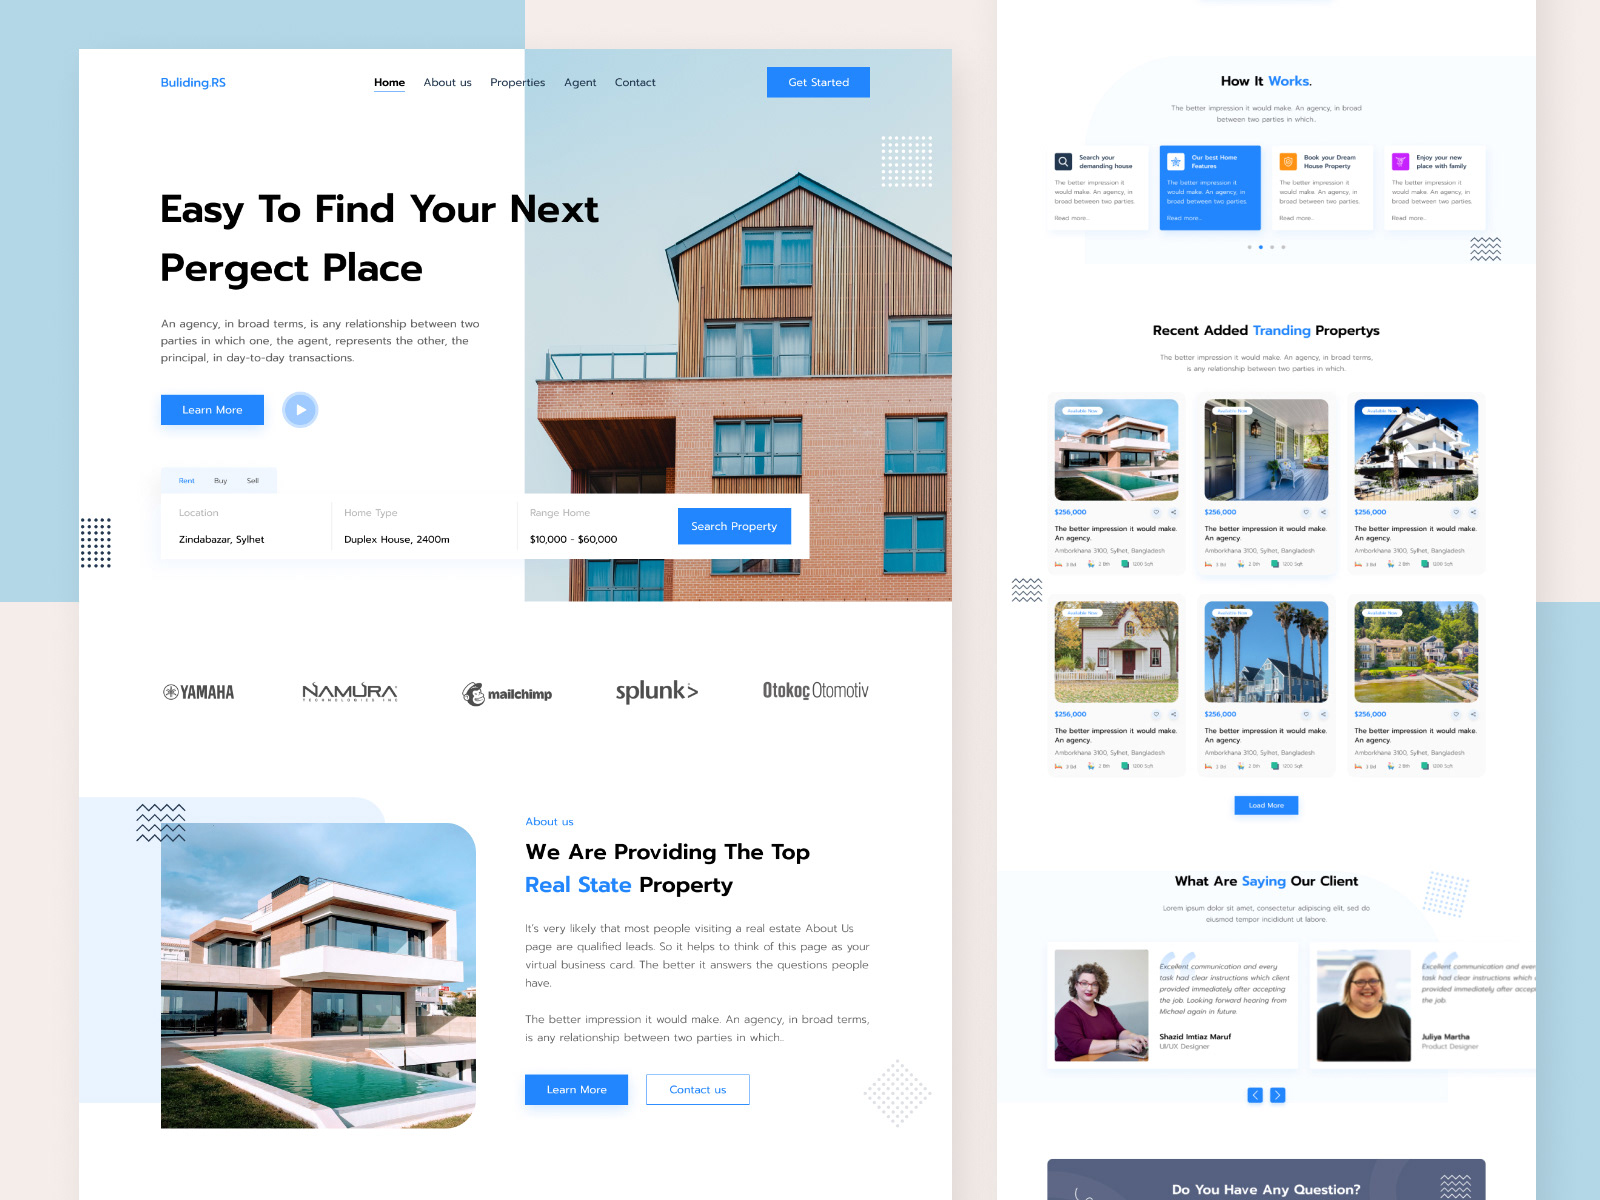 Buliding.RS
Home About us Properties Agent Contact
Get Started
Easy To Find Your Next
Pergect Place
An agency, in broad terms, is any relationship between two
parties in which one, the agent, represents the other, the
principal, in day-to-day transactions.
Learn More
Rent Buy Sell
Location Home Type Range Home
Zindabazar, Sylhet Duplex House, 2400m $10,000 - $60,000
Search Property
YAMAHA NAMURA mailchimp splunk> Otokoç Otomotiv
TECHNOLOGIES INC
About us
We Are Providing The Top
Real State Property
It's very likely that most people visiting a real estate About Us
page are qualified leads. So it helps to think of this page as your
virtual business card. The better it answers the questions people
have.
The better impression it would make. An agency, in broad terms,
is any relationship between two parties in which..
Learn More Contact us
How It Works.
The better impression it would make. An agency, in broad
between two parties in which..
Search your
demanding house
The better impression it
would make. An agency, in
broad between two parties.
Read more..
Our best Home
Features
The better impression it
would make. An agency, in
broad between two parties.
Read more..
Book your Dream
House Property
The better impression it
would make. An agency, in
broad between two parties.
Read more..
Enjoy your new
place with family
The better impression it
would make. An agency, in
broad between two parties.
Read more..
Recent Added Tranding Propertys
The better impression it would make. An agency, in broad terms,
is any relationship between two parties in which.
Available Now
$256,000
The better impression it would make.
An agency.
Amborkhana 3100, Sylhet, Bangladesh
3 Bd 2 Bth 1200 Sqft
Available Now
$256,000
The better impression it would make.
An agency.
Amborkhana 3100, Sylhet, Bangladesh
3 Bd 2 Bth 1200 Sqft
Available Now
$256,000
The better impression it would make.
An agency.
Amborkhana 3100, Sylhet, Bangladesh
3 Bd 2 Bth 1200 Sqft
Available Now
$256,000
The better impression it would make.
An agency.
Amborkhana 3100, Sylhet, Bangladesh
3 Bd 2 Bth 1200 Sqft
Available Now
$256,000
The better impression it would make.
An agency.
Amborkhana 3100, Sylhet, Bangladesh
3 Bd 2 Bth 1200 Sqft
Available Now
$256,000
The better impression it would make.
An agency.
Amborkhana 3100, Sylhet, Bangladesh
3 Bd 2 Bth 1200 Sqft
Load More
What Are Saying Our Client
Lorem ipsum dolor sit amet, consectetur adipiscing elit, sed do
eiusmod tempor incididunt ut labore.
Excellent communication and every
task had clear instructions which client
provided immediately after accepting
the job. Looking forward hearing from
Michael again in future.
Shazid Imtiaz Maruf
UI/UX Designer
Excellent communication and ever
task had clear instructions which
provided immediately after accep
the job.
Juliya Martha
Product Designer
Do You Have Any Question?